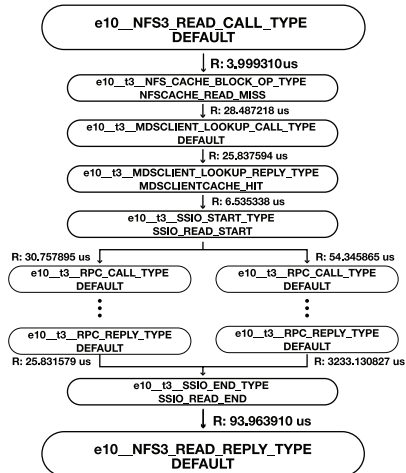 e10__NFS3_READ_CALL_TYPE
DEFAULT
R: 3.999310us
e10__t3__NFS_CACHE_BLOCK_OP_TYPE
NFSCACHE_READ_MISS
R: 28.487218 us
e10__t3__MDSCLIENT_LOOKUP_CALL_TYPE
DEFAULT
R: 25.837594 us
e10__t3__MDSCLIENT_LOOKUP_REPLY_TYPE
MDSCLIENTCACHE_HIT
R: 6.535338 us
e10__t3__SSIO_START_TYPE
SSIO_READ_START
R: 30.757895 us
R: 54.345865 us
e10__t3__RPC_CALL_TYPE
DEFAULT
e10__t3__RPC_CALL_TYPE
DEFAULT
e10__t3__RPC_REPLY_TYPE
DEFAULT
e10__t3__RPC_REPLY_TYPE
DEFAULT
R: 25.831579 us
R: 3233.130827 us
e10__t3__SSIO_END_TYPE
SSIO_READ_END
R: 93.963910 us
e10__NFS3_READ_REPLY_TYPE
DEFAULT